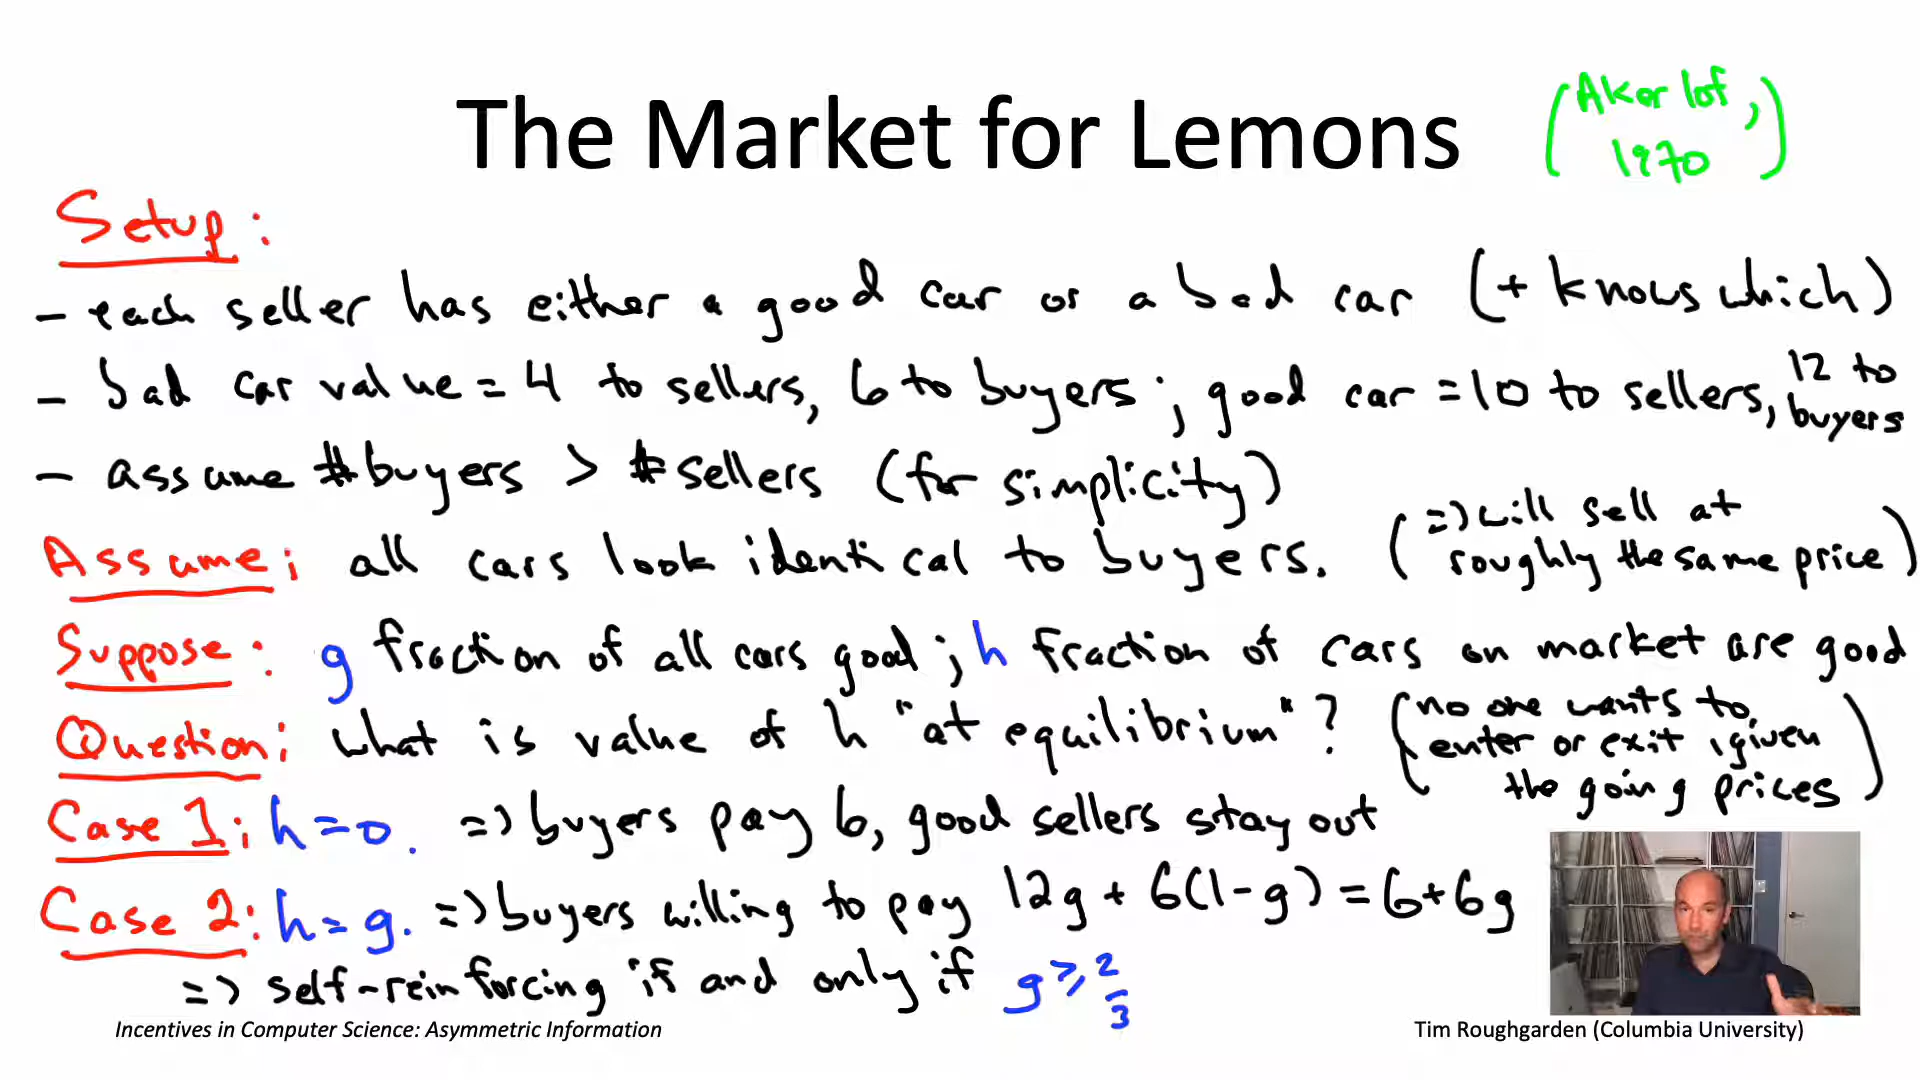 The Market for Lemons
(Akerlof,
1970)
Setup:
- each seller has either a good car or a bad car (+ knows which)
- bad car value = 4 to sellers, 6 to buyers; good car = 10 to sellers, 12 to buyers
- assume #buyers > #sellers (for simplicity)
Assume: all cars look identical to buyers. (=) will sell at
roughly the same price)
Suppose: g fraction of all cars good; h fraction of cars on market are good
Question: what is value of h "at equilibrium"? (no one wants to
enter or exit, given
the going prices)
Case 1: h=0. => buyers pay 6, good sellers stay out
Case 2: h=g. => buyers willing to pay 12g + 6(1-g) = 6+6g
=> self-reinforcing if and only if g ≥ 2/3
Incentives in Computer Science: Asymmetric Information
Tim Roughgarden (Columbia University)